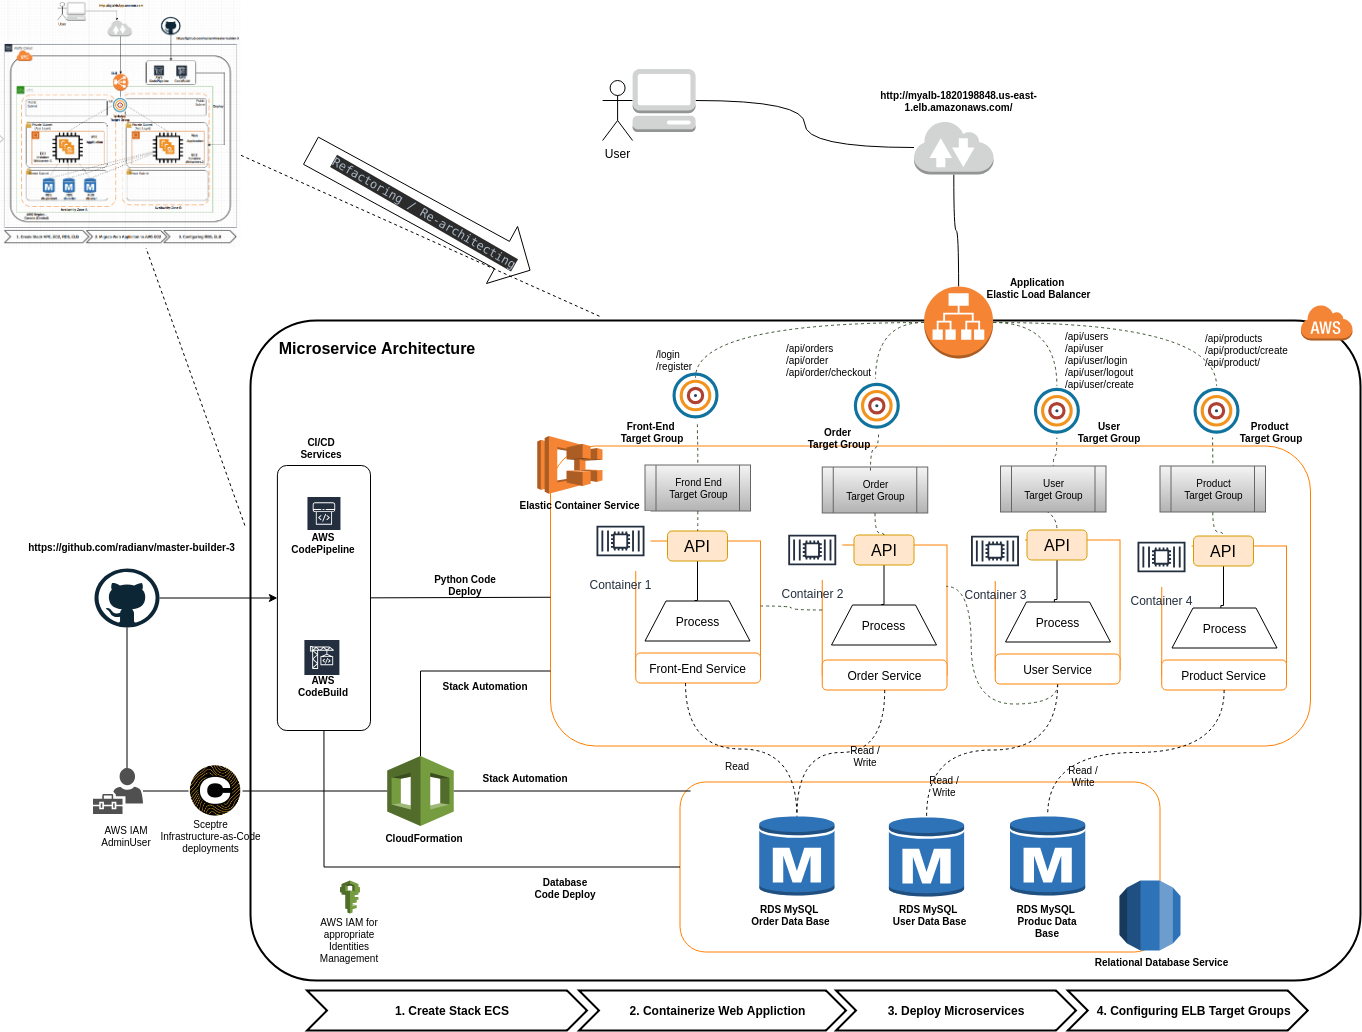 User
http://myalb-1820198848.us-east-
1.elb.amazonaws.com/
Refactoring / Re-architecting
Application
Elastic Load Balancer
AWS
Microservice Architecture
/login
/register
/api/orders
/api/order
/api/order/checkout
/api/users
/api/user
/api/user/login
/api/user/logout
/api/user/create
/api/products
/api/product/create
/api/product/
Front-End
Target Group
Order
Target Group
User
Target Group
Product
Target Group
CI/CD
Services
Elastic Container Service
Frond End
Target Group
Order
Target Group
User
Target Group
Product
Target Group
AWS
CodePipeline
https://github.com/radianv/master-builder-3
API
API
API
API
Container 1
Container 2
Container 3
Container 4
Python Code
Deploy
Process
Process
Process
Process
Front-End Service
Order Service
User Service
Product Service
AWS
CodeBuild
Stack Automation
Read
Read /
Write
Read /
Write
Read /
Write
Stack Automation
CloudFormation
AWS IAM
AdminUser
C
Sceptre
Infrastructure-as-Code
deployments
M
M
M
Database
Code Deploy
RDS MySQL
Order Data Base
RDS MySQL
User Data Base
RDS MySQL
Produc Data
Base
AWS IAM for
appropriate
Identities
Management
Relational Database Service
1. Create Stack ECS
2. Containerize Web Appliction
3. Deploy Microservices
4. Configuring ELB Target Groups